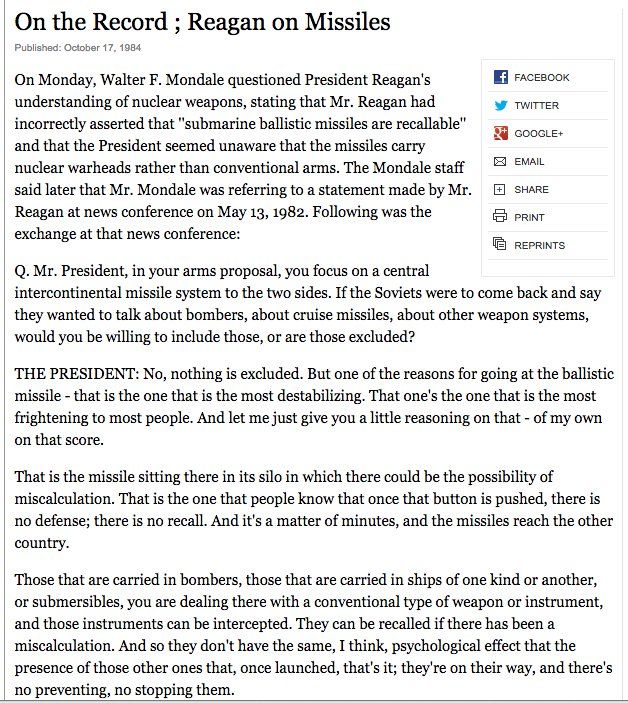 On the Record ; Reagan on Missiles
Published: October 17, 1984
On Monday, Walter F. Mondale questioned President Reagan's
understanding of nuclear weapons, stating that Mr. Reagan had
incorrectly asserted that ''submarine ballistic missiles are recallable''
and that the President seemed unaware that the missiles carry
nuclear warheads rather than conventional arms. The Mondale staff
said later that Mr. Mondale was referring to a statement made by Mr.
Reagan at news conference on May 13, 1982. Following was the
exchange at that news conference:
FACEBOOK
TWITTER
GOOGLE+
EMAIL
SHARE
PRINT
REPRINTS
Q. Mr. President, in your arms proposal, you focus on a central
intercontinental missile system to the two sides. If the Soviets were to come back and say
they wanted to talk about bombers, about cruise missiles, about other weapon systems,
would you be willing to include those, or are those excluded?
THE PRESIDENT: No, nothing is excluded. But one of the reasons for going at the ballistic
missile - that is the one that is the most destabilizing. That one's the one that is the most
frightening to most people. And let me just give you a little reasoning on that - of my own
on that score.
That is the missile sitting there in its silo in which there could be the possibility of
miscalculation. That is the one that people know that once that button is pushed, there is
no defense; there is no recall. And it's a matter of minutes, and the missiles reach the other
country.
Those that are carried in bombers, those that are carried in ships of one kind or another,
or submersibles, you are dealing there with a conventional type of weapon or instrument,
and those instruments can be intercepted. They can be recalled if there has been a
miscalculation. And so they don't have the same, I think, psychological effect that the
presence of those other ones that, once launched, that's it; they're on their way, and there's
no preventing, no stopping them.